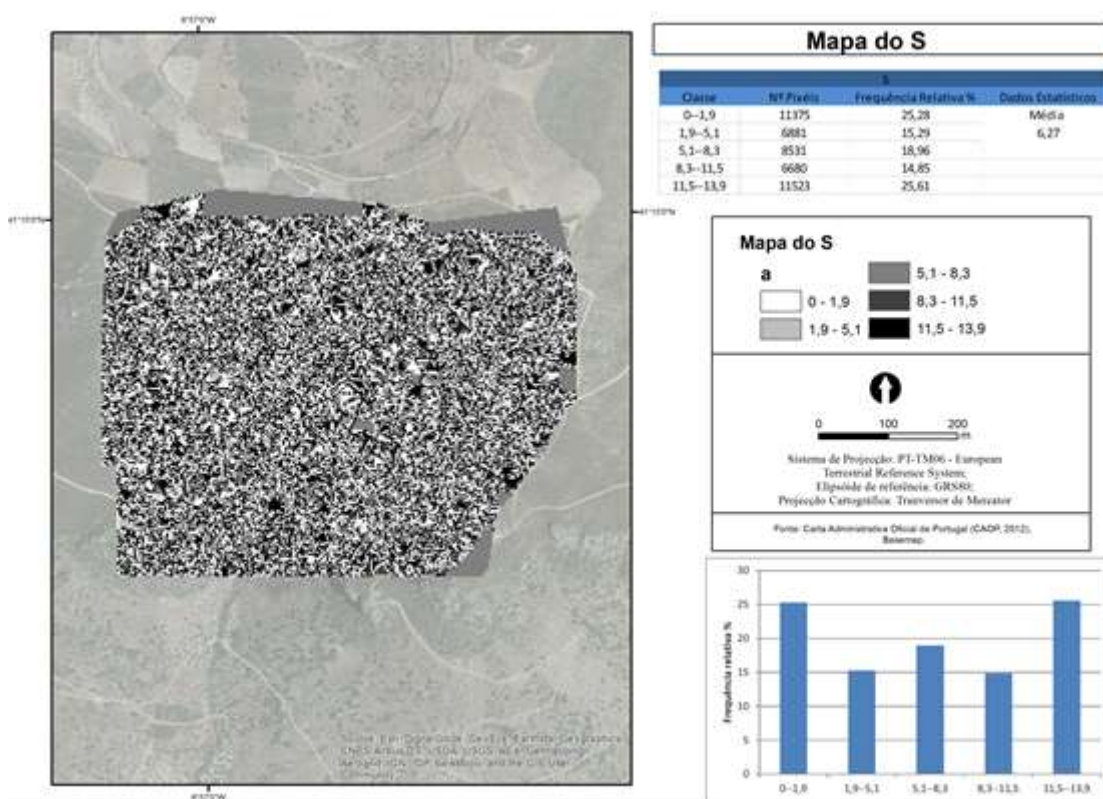 Mapa do S
S
Classe Nº Pixéis Frequência Relativa % Dados Estatísticos
0--1,9 11375 25,28 Média
1,9--5,1 6881 15,29 6,27
5,1--8,3 8531 18,96
8,3--11,5 6680 14,85
11,5--13,9 11523 25,61
Mapa do S
a
0 - 1,9
1,9 - 5,1
5,1 - 8,3
8,3 - 11,5
11,5 - 13,9
0 100 200
m
Sistema de Projecção: PT-TM06 - European
Terrestrial Reference System;
Elipsóide de referência: GRS80;
Projecção Cartográfica: Tranversor de Mercator
Fonte: Carta Administrativa Oficial de Portugal (CAOP, 2012),
Basemap.
Frequência relativa %
30
25
20
15
10
5
0
0--1,9 1,9--5,1 5,1--8,3 8,3--11,5 11,5--13,9